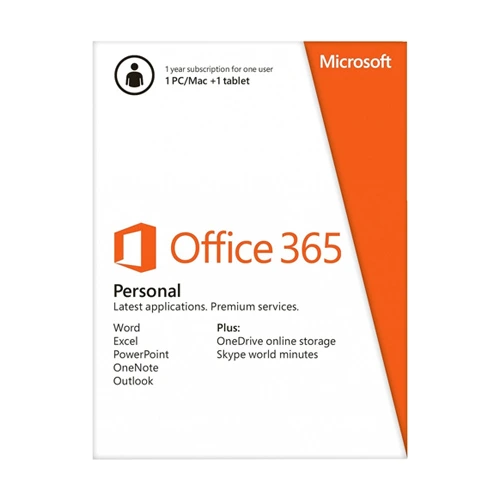 1 year subscription for one user
1 PC/Mac +1 tablet
Microsoft
Office 365
Personal
Latest applications. Premium services.
Word
Excel
PowerPoint
OneNote
Outlook
Plus:
OneDrive online storage
Skype world minutes